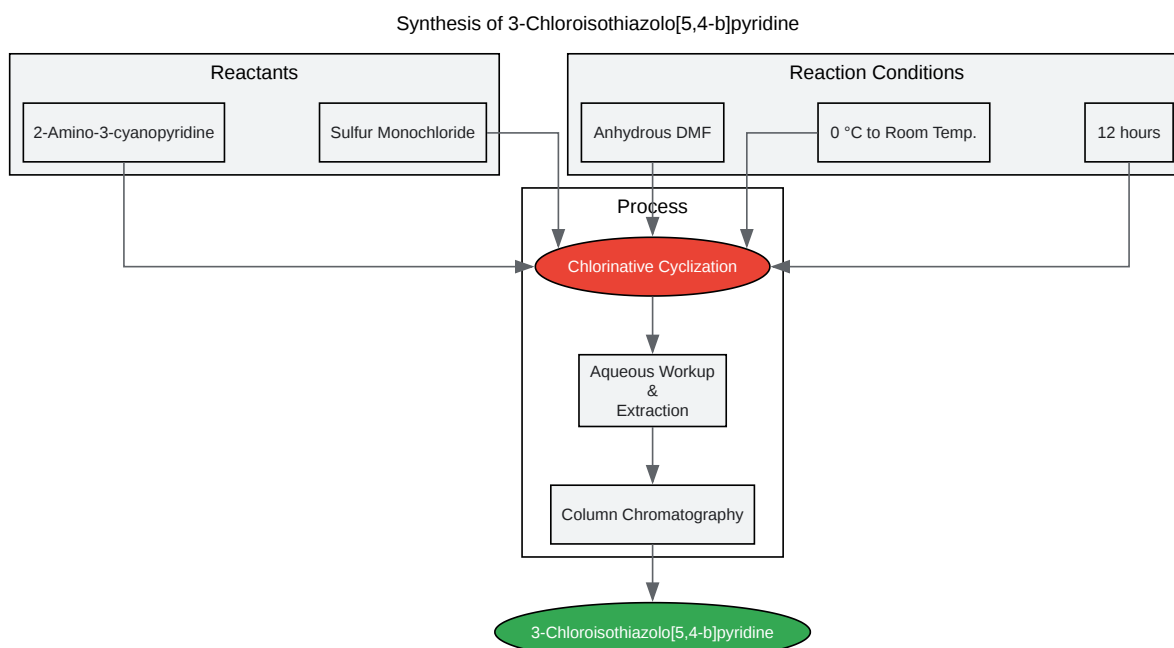 Synthesis of 3-Chloroisothiazolo[5,4-b]pyridine
Reactants
Reaction Conditions
2-Amino-3-cyanopyridine
Sulfur Monochloride
Anhydrous DMF
0 °C to Room Temp.
12 hours
Process
Chlorinative Cyclization
Aqueous Workup
&
Extraction
Column Chromatography
3-Chloroisothiazolo[5,4-b]pyridine